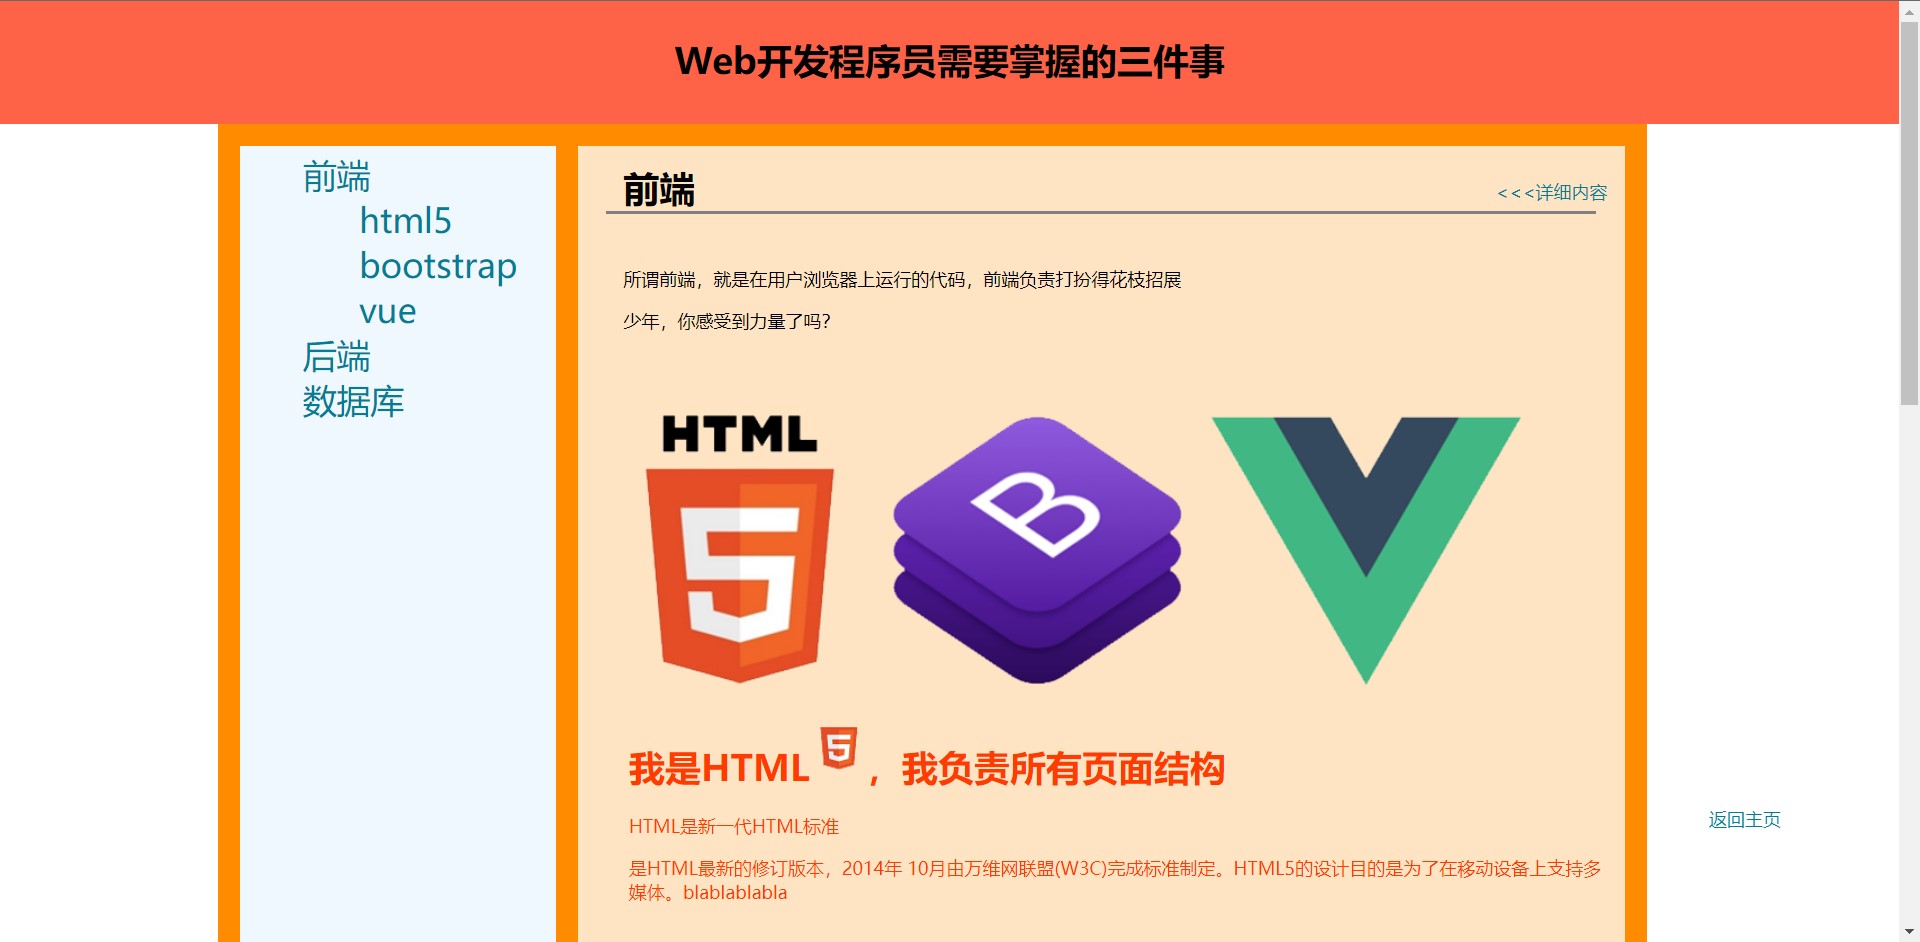 Web开发程序员需要掌握的三件事
前端
html5
bootstrap
vue
后端
数据库
前端
<<<详细内容
所谓前端，就是在用户浏览器上运行的代码，前端负责打扮得花枝招展
少年，你感受到力量了吗?
HTML
5
B
我是HTML5，我负责所有页面结构
HTML是新一代HTML标准
是HTML最新的修订版本，2014年 10月由万维网联盟(W3C)完成标准制定。HTML5的设计目的是为了在移动设备上支持多
媒体。blablablabla
返回主页